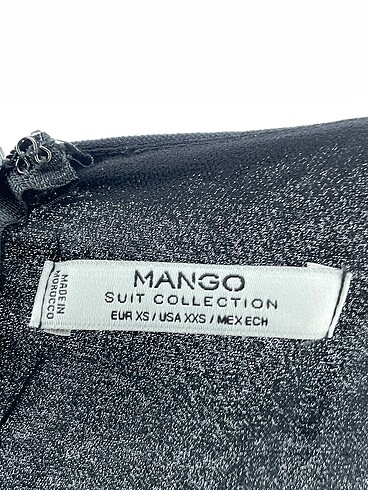 MANGO
SUIT COLLECTION
EUR XS / USA XXS / MEX ECH
MADE IN
MOROCCO